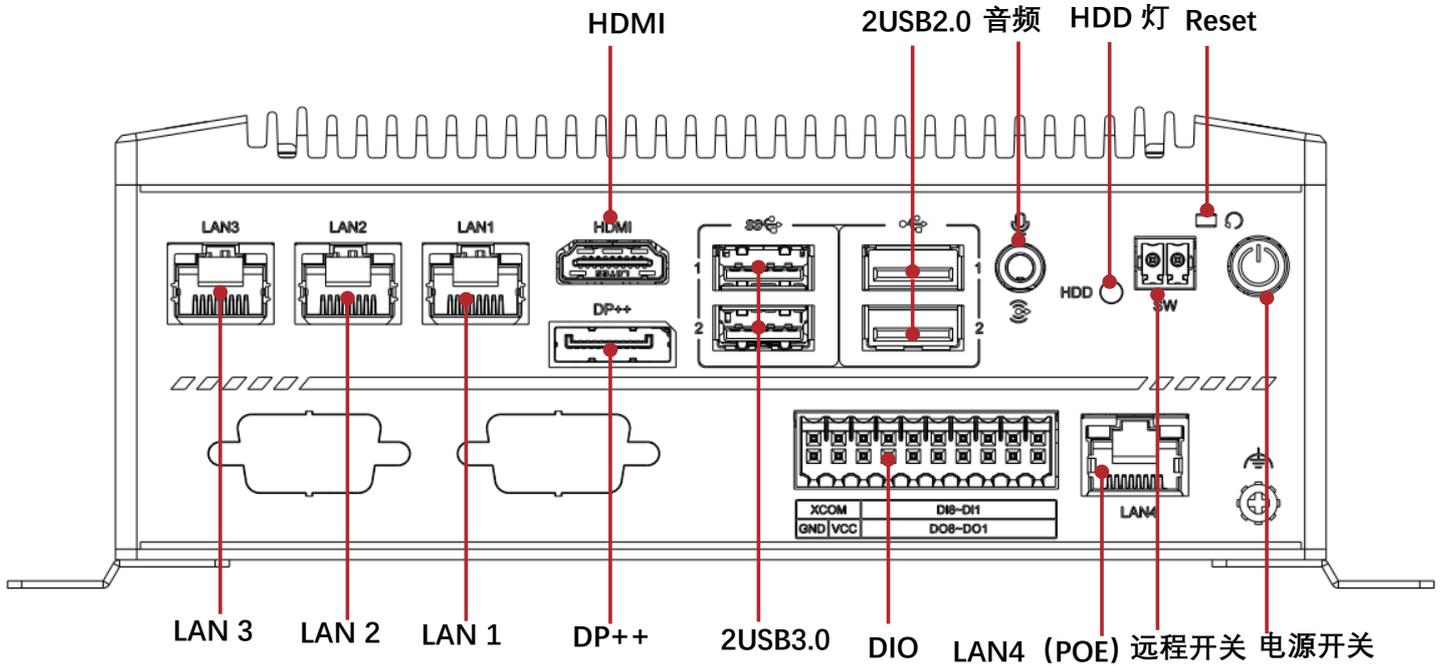 HDMI
2USB2.0 音频 HDD 灯 Reset
LAN3 LAN2 LAN1 HDMI
1 1
HDD
SW
DP++
2 2
XCOM DI8~DI1
GND VCC DO8~DO1
LAN4
LAN 3 LAN 2 LAN 1 DP++ 2USB3.0 DIO LAN4（POE) 远程开关 电源开关